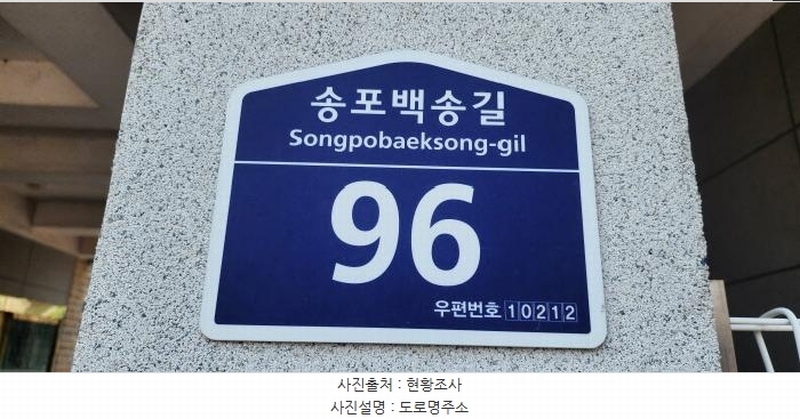 송포백송길
Songpobaeksong-gil
96
우편번호 10212
사진출처 : 현황조사
사진설명 : 도로명주소